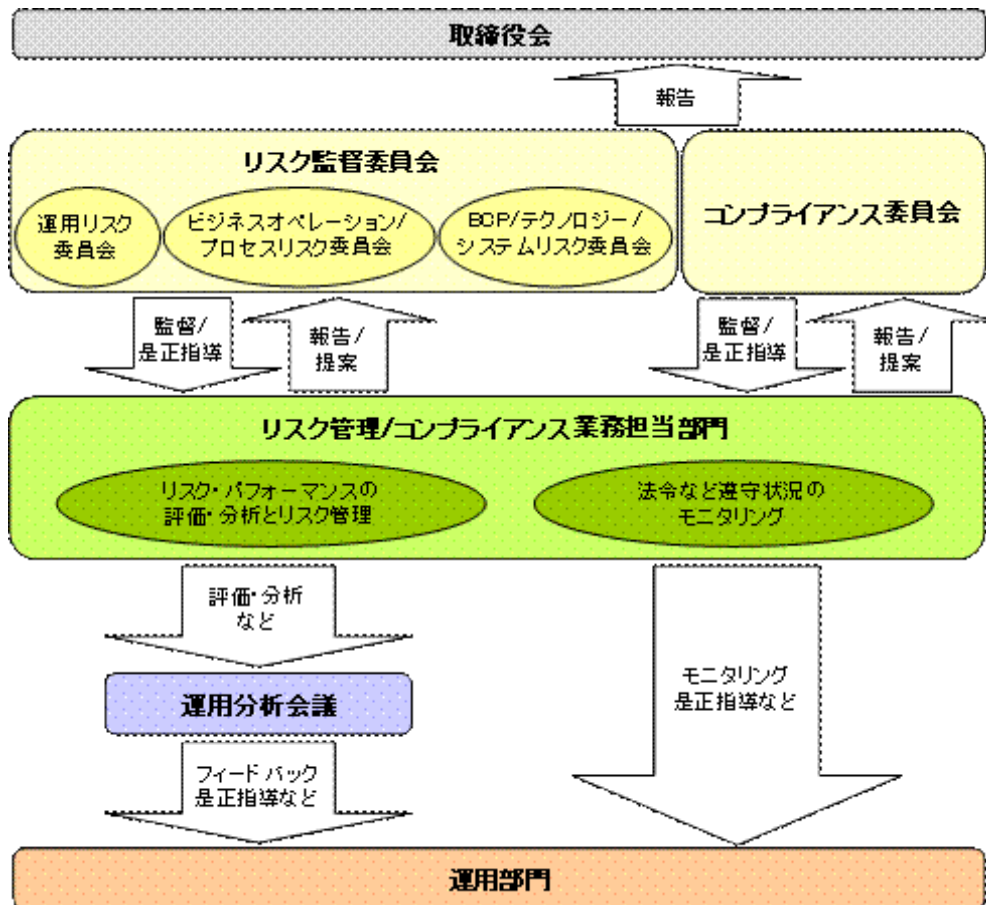 取締役会
報告
リスク監督委員会
運用リスク
委員会
ビジネスオペレーション/
プロセスリスク委員会
BCP/テクノロジー/
システムリスク委員会
コンプライアンス委員会
監督/
是正指導
報告/
提案
監督/
是正指導
報告/
提案
リスク管理/コンプライアンス業務担当部門
リスク・パフォーマンスの
評価・分析とリスク管理
法令など遵守状況の
モニタリング
評価・分析
など
運用分析会議
フィードバック
是正指導など
モニタリング
是正指導など
運用部門